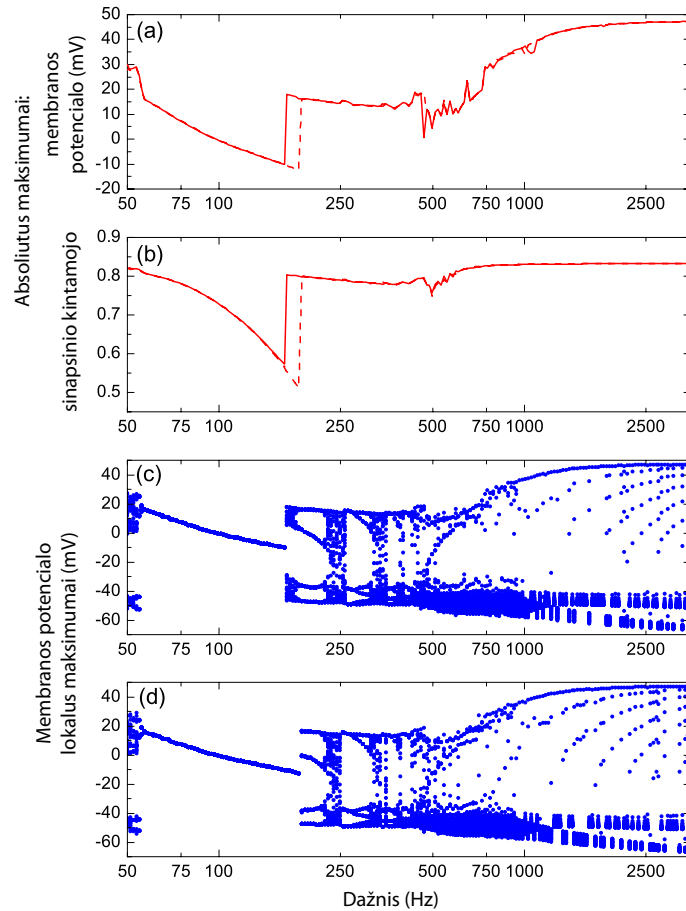 Absoliutus maksimumai:
membranos
potencialo (mV)
(a)
50
40
30
20
10
0
-10
-20
50 75 100 250 500 750 1000 2500
sinapsinio kintamojo
(b)
0.9
0.8
0.7
0.6
0.5
50 75 100 250 500 750 1000 2500
Membranos potencialo
lokalus maksimumai (mV)
(c)
40
20
0
-20
-40
-60
50 75 100 250 500 750 1000 2500
(d)
40
20
0
-20
-40
-60
50 75 100 250 500 750 1000 2500
Dažnis (Hz)